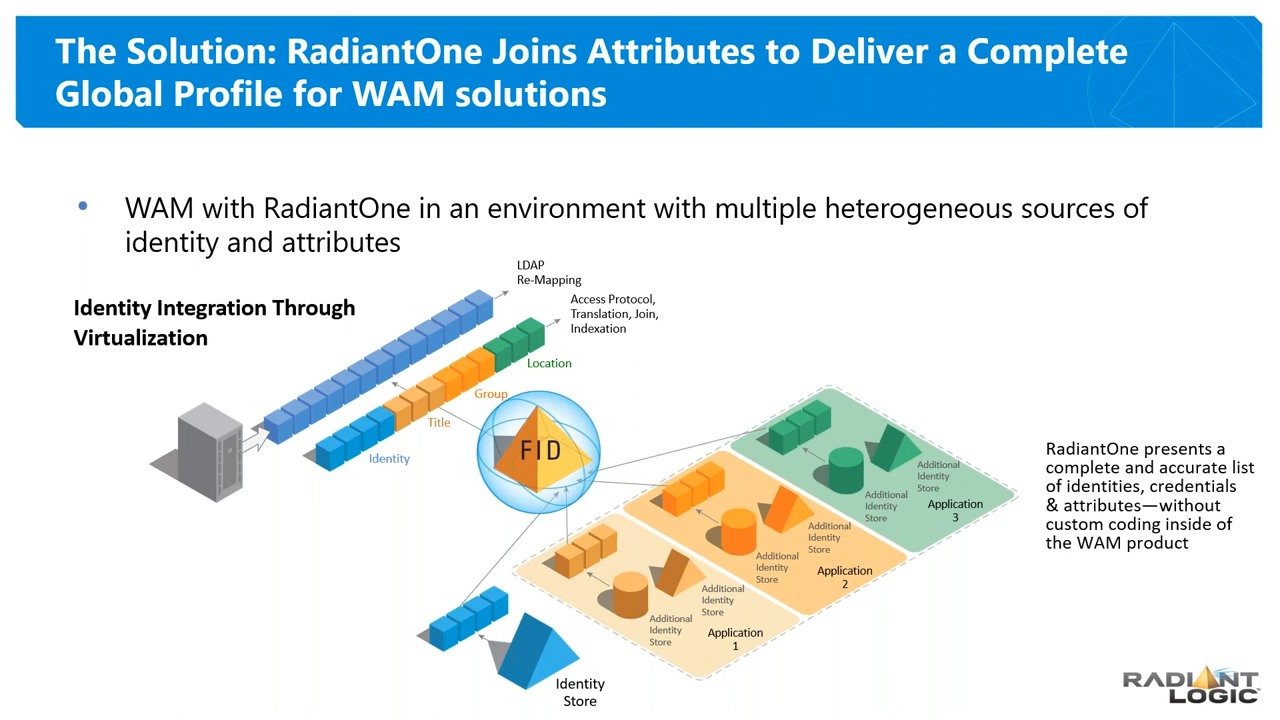 The Solution: RadiantOne Joins Attributes to Deliver a Complete
Global Profile for WAM solutions
• WAM with RadiantOne in an environment with multiple heterogeneous sources of
identity and attributes
Identity Integration Through
Virtualization
LDAP
Re-Mapping
Access Protocol,
Translation, Join,
Indexation
Location
Group
Title
Identity
FID
Additional
Identity
Store
Additional
Identity
Store
Application
3
Additional
Identity
Store
Additional
Identity
Store
Application
2
Additional
Identity
Store
Additional
Identity
Store
Application
1
Identity
Store
RadiantOne presents a
complete and accurate list
of identities, credentials
& attributes—without
custom coding inside of
the WAM product
RADIANT
LOGIC